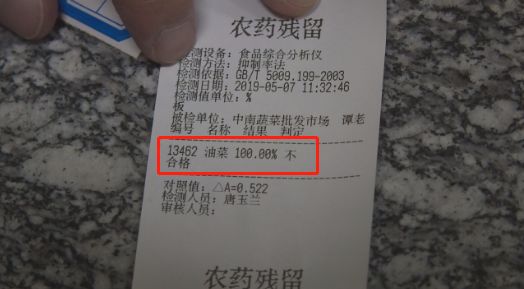 农药残留
检测设备: 食品综合分析仪
检测方法: 抑制率法
检测依据: GB/T 5009.199-2003
检测日期: 2019-05-07 11:32:46
检测值单位: %
板
被检单位: 中南蔬菜批发市场 谭老
编号 名称 结果 判定
13462 油菜 100.00% 不
合格
对照值: △A=0.522
检测人员: 唐玉兰
审核人员:
农药残留